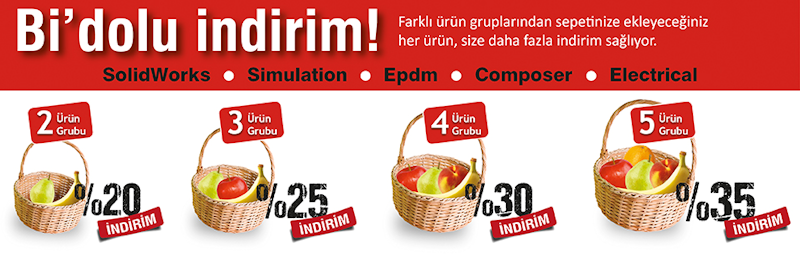 Bi'dolu indirim!
Farklı ürün gruplarından sepetinize ekleyeceğiniz
her ürün, size daha fazla indirim sağlıyor.
SolidWorks • Simulation • Epdm • Composer • Electrical
2 Ürün
Grubu
%20
İNDİRİM
3 Ürün
Grubu
%25
İNDİRİM
4 Ürün
Grubu
%30
İNDİRİM
5 Ürün
Grubu
%35
İNDİRİM